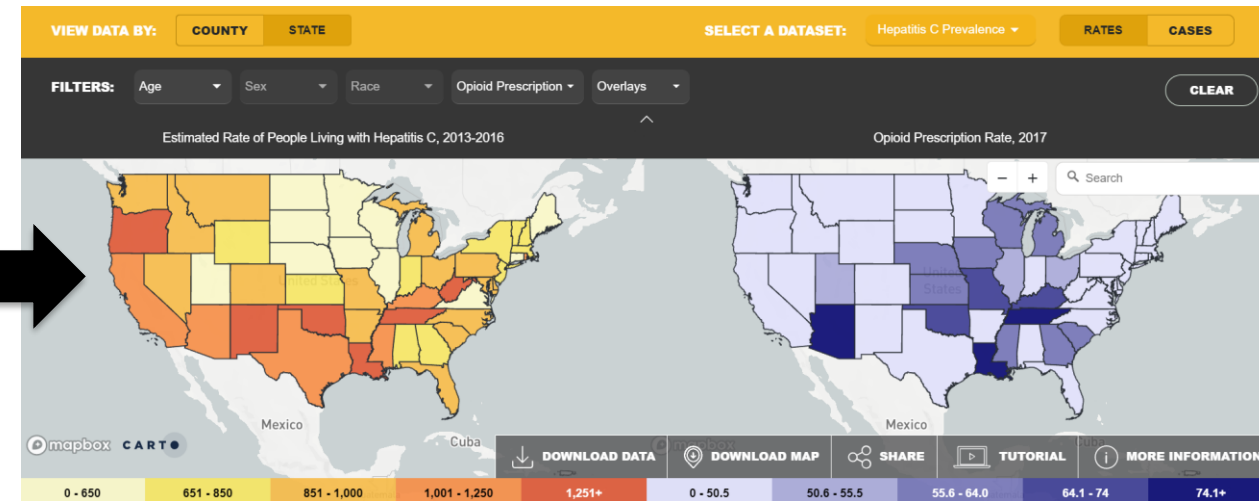 VIEW DATA BY: COUNTY STATE SELECT A DATASET: Hepatitis C Prevalence RATES CASES
FILTERS: Age Sex Race Opioid Prescription Overlays CLEAR
Estimated Rate of People Living with Hepatitis C, 2013-2016 Opioid Prescription Rate, 2017
− + Search
United States United States
Mexico Mexico
Cuba Cuba
mapbox CARTO mapbox
DOWNLOAD DATA DOWNLOAD MAP SHARE TUTORIAL MORE INFORMATION
0 - 650 651 - 850 851 - 1,000 1,001 - 1,250 1,251+ 0 - 50.5 50.6 - 55.5 55.6 - 64.0 64.1 - 74 74.1+